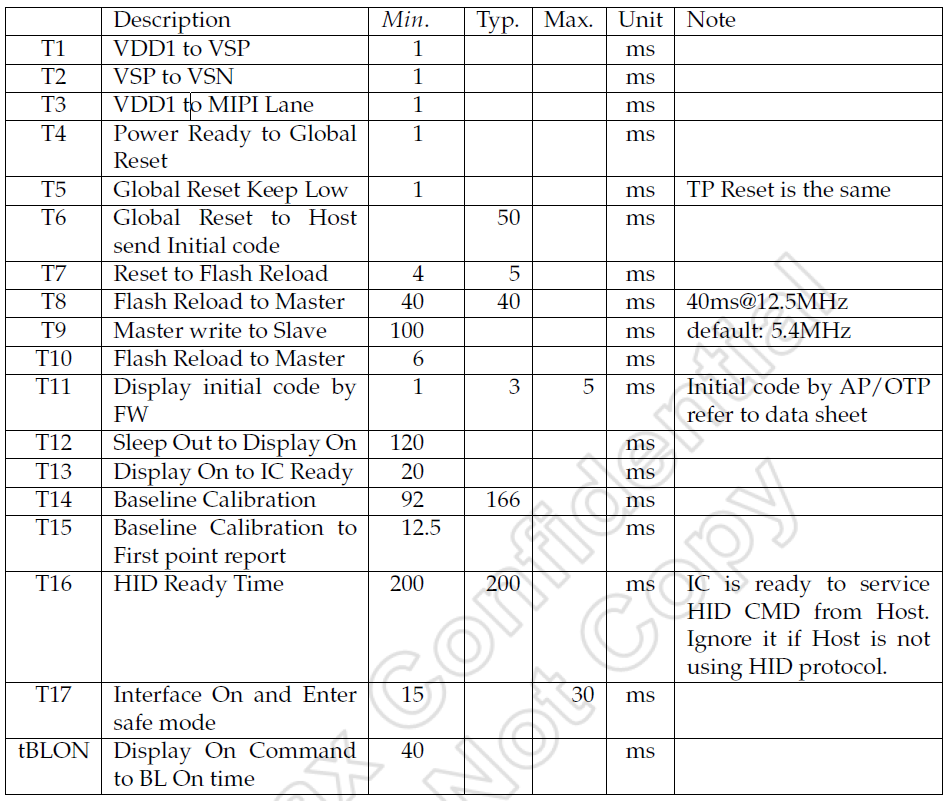 Description Min. Typ. Max. Unit Note
T1 VDD1 to VSP 1 ms
T2 VSP to VSN 1 ms
T3 VDD1 to MIPI Lane 1 ms
T4 Power Ready to Global 1 ms
Reset
T5 Global Reset Keep Low 1 ms TP Reset is the same
T6 Global Reset to Host 50 ms
send Initial code
T7 Reset to Flash Reload 4 5 ms
T8 Flash Reload to Master 40 40 ms 40ms@12.5MHz
T9 Master write to Slave 100 ms default: 5.4MHz
T10 Flash Reload to Master 6 ms
T11 Display initial code by 1 3 5 ms Initial code by AP/OTP
FW refer to data sheet
T12 Sleep Out to Display On 120 ms
T13 Display On to IC Ready 20 ms
T14 Baseline Calibration 92 166 ms
T15 Baseline Calibration to 12.5 ms
First point report
T16 HID Ready Time 200 200 ms IC is ready to service
HID CMD from Host.
Ignore it if Host is not
using HID protocol.
T17 Interface On and Enter 15 30 ms
safe mode
tBLON Display On Command 40 ms
to BL On time
Confidential
Not Copy